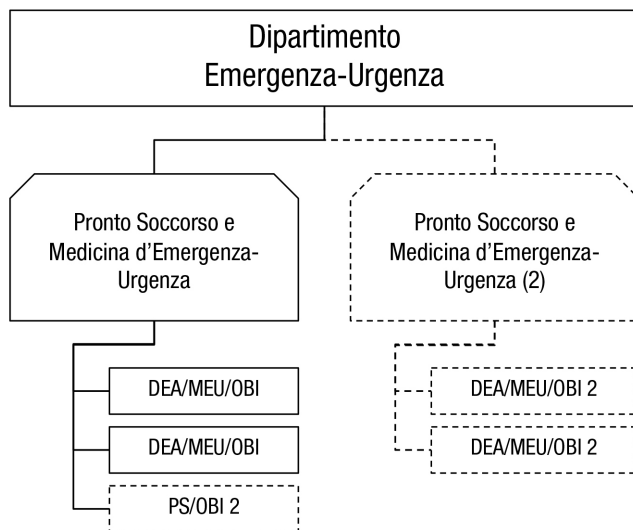 Dipartimento
Emergenza-Urgenza
Pronto Soccorso e
Medicina d’Emergenza-
Urgenza
Pronto Soccorso e
Medicina d’Emergenza-
Urgenza (2)
DEA/MEU/OBI
DEA/MEU/OBI
PS/OBI 2
DEA/MEU/OBI 2
DEA/MEU/OBI 2